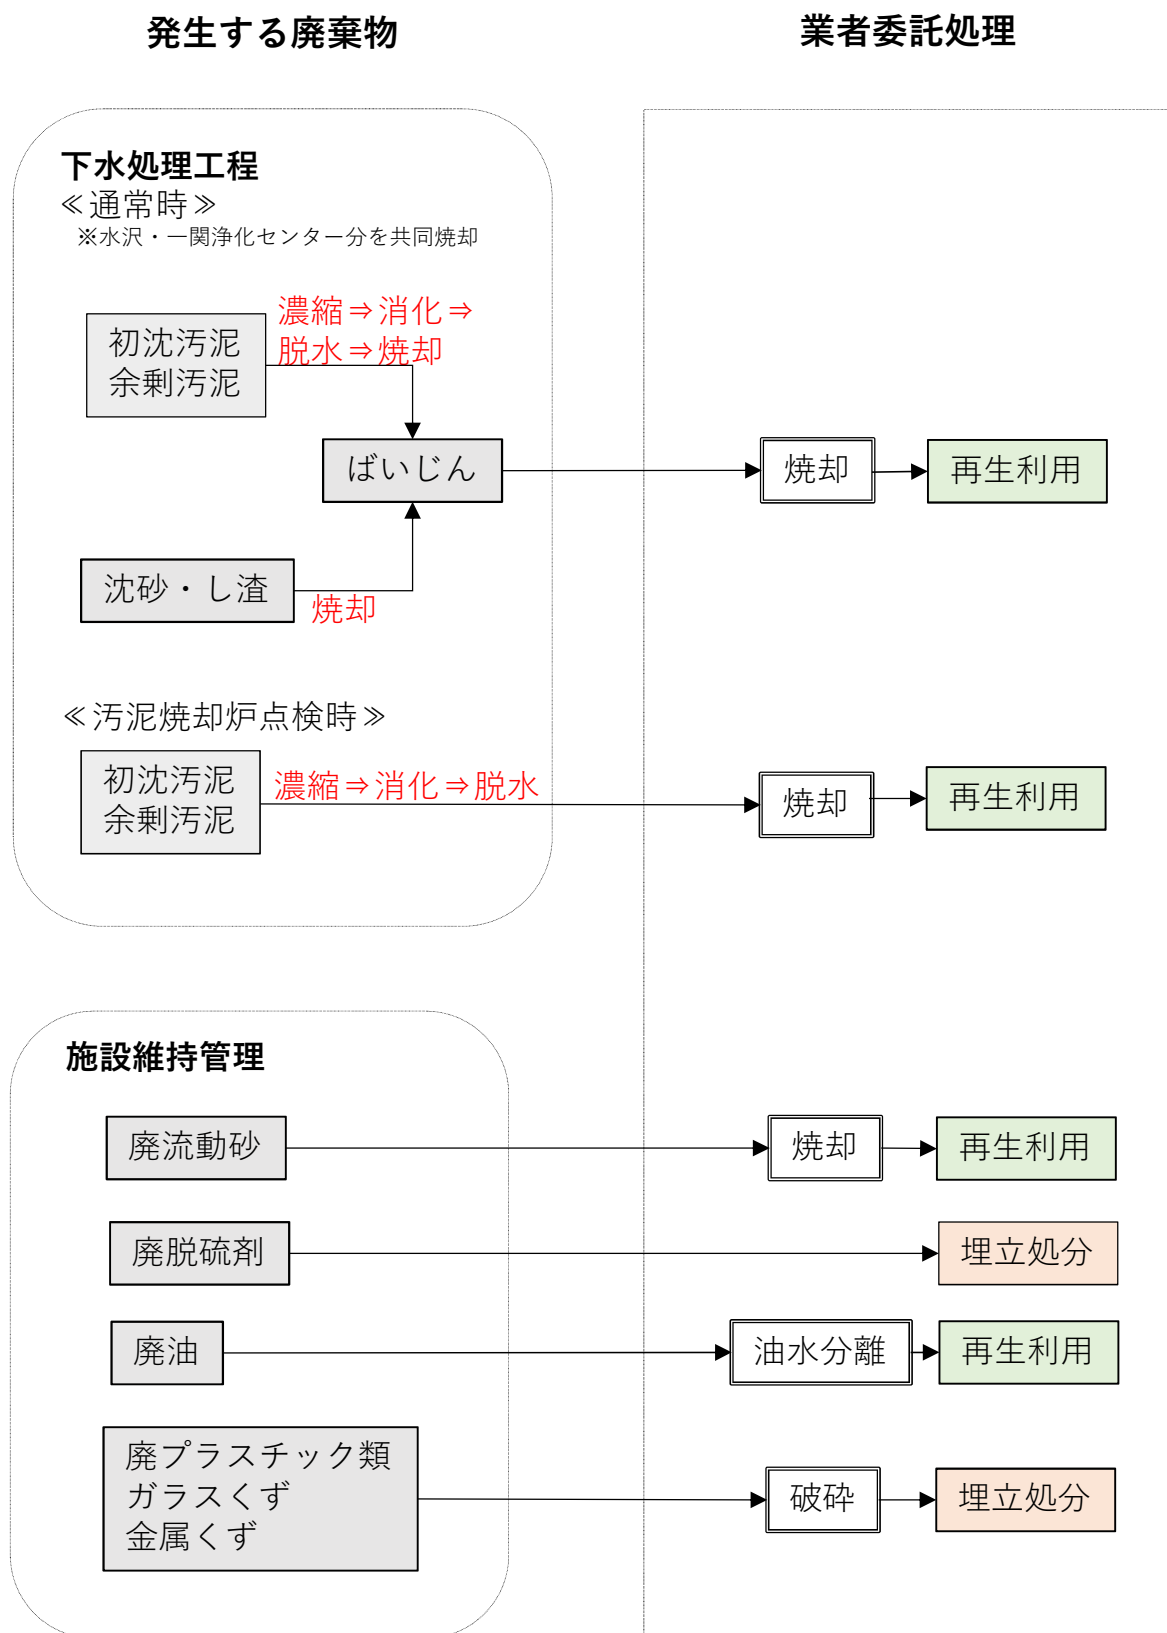 発生する廃棄物
業者委託処理
下水処理工程
≪通常時≫
※水沢・一関浄化センター分を共同焼却
初沈汚泥
余剰汚泥
濃縮⇒消化⇒
脱水⇒焼却
ばいじん
焼却
再生利用
沈砂・し渣
焼却
≪汚泥焼却炉点検時≫
初沈汚泥
余剰汚泥
濃縮⇒消化⇒脱水
焼却
再生利用
施設維持管理
廃流動砂
焼却
再生利用
廃脱硫剤
埋立処分
廃油
油水分離
再生利用
廃プラスチック類
ガラスくず
金属くず
破砕
埋立処分